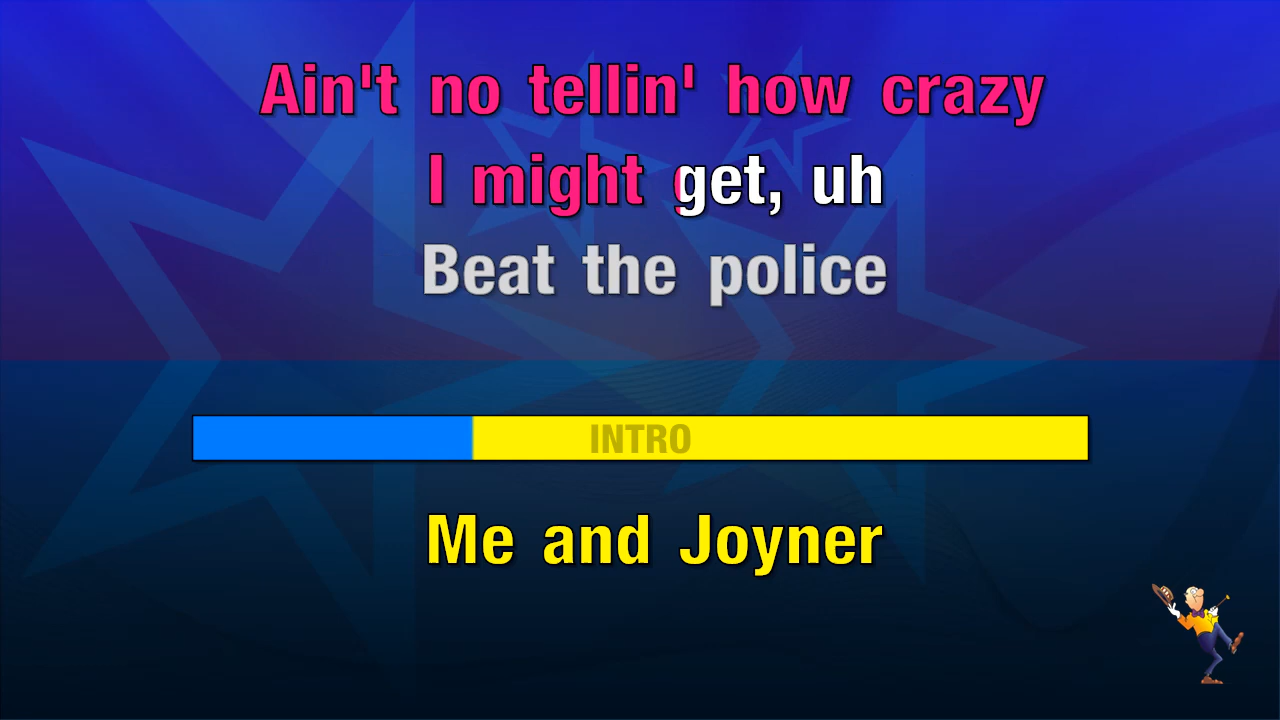 Ain't no tellin' how crazy
I might get, uh
Beat the police
INTRO
Me and Joyner